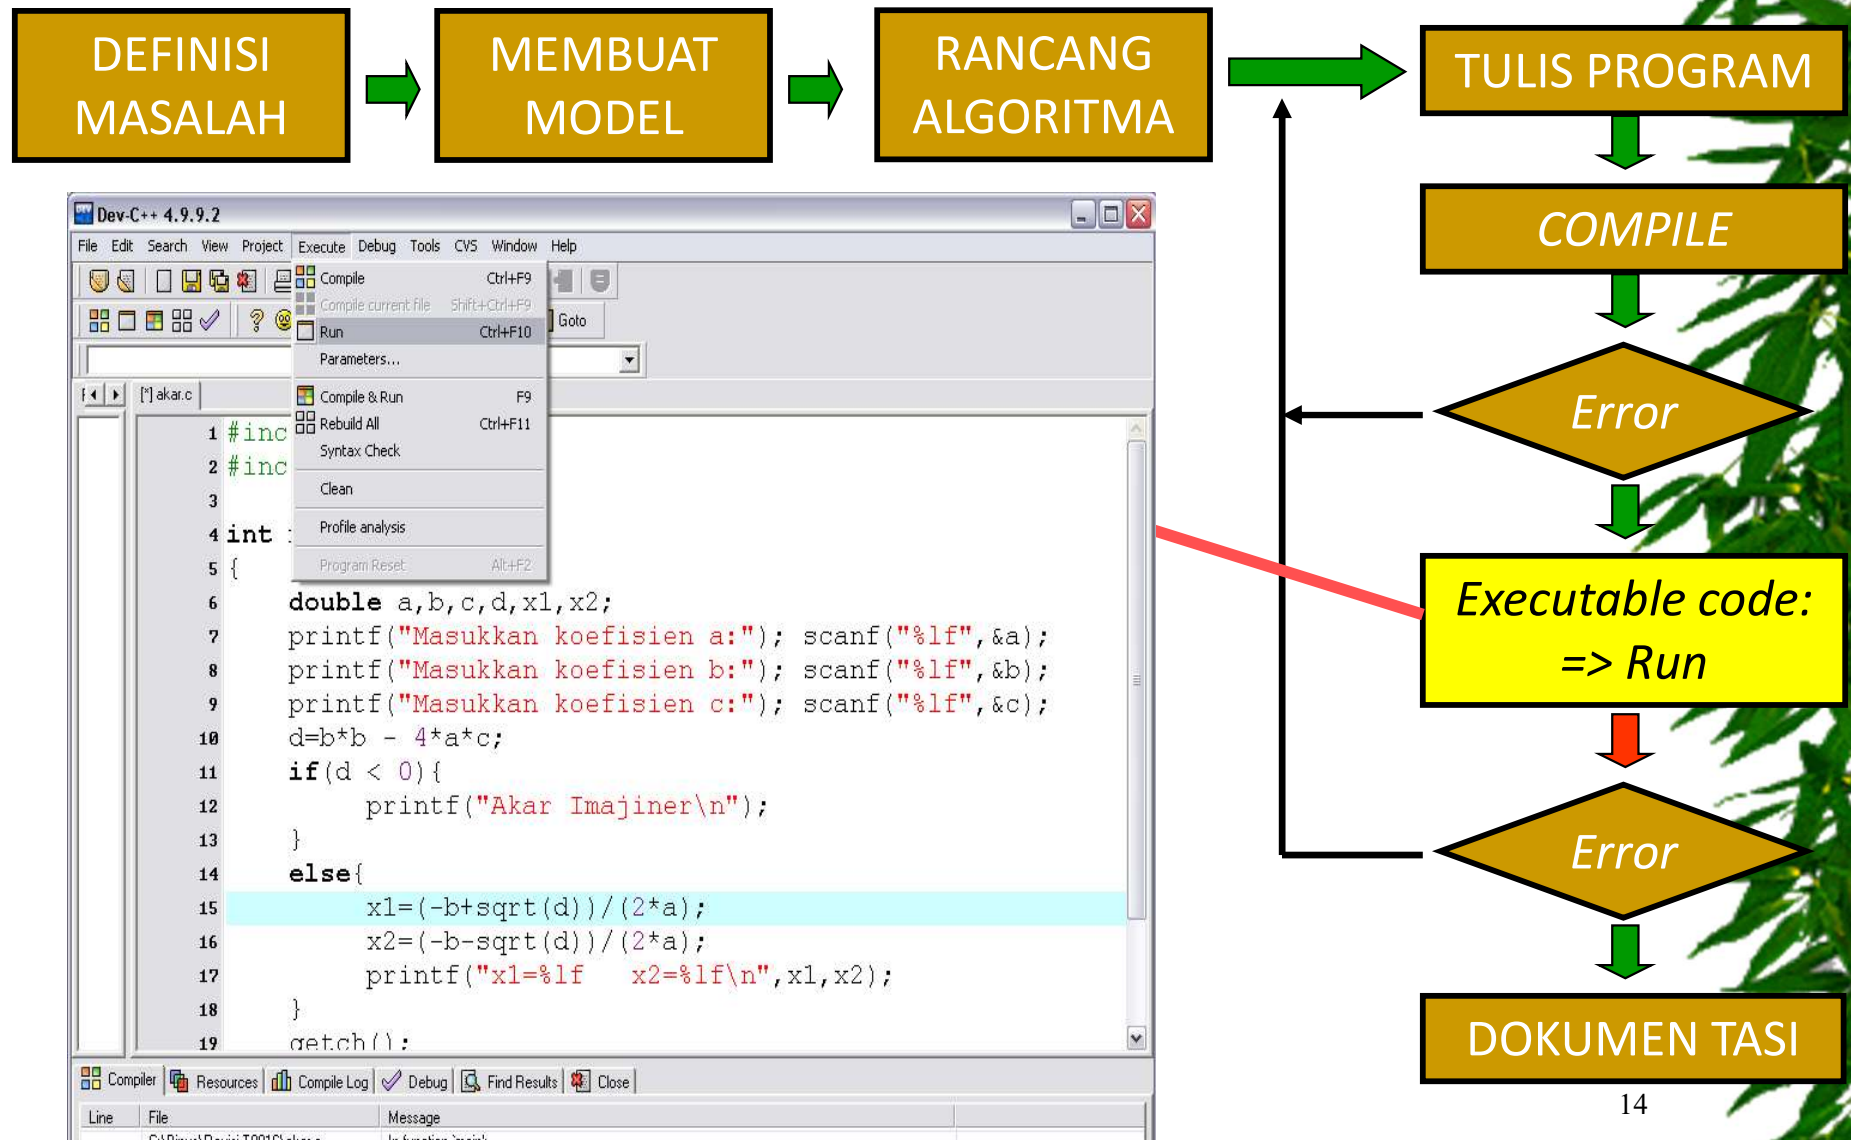 DEFINISI
MASALAH
MEMBUAT
MODEL
RANCANG
ALGORITMA
TULIS PROGRAM
COMPILE
Error
Executable code:
=> Run
Error
DOKUMEN TASI
14
Dev-C++ 4.9.9.2
File Edit Search View Project Execute Debug Tools CVS Window Help
Compile Ctrl+F9
Compile current file Shift+Ctrl+F9
Run Ctrl+F10
Parameters...
Compile & Run F9
Rebuild All Ctrl+F11
Syntax Check
Clean
Profile analysis
Program Reset Alt+F2
Goto
[*] akar.c
1 #inc
2 #inc
3
4 int
5 {
6 double a,b,c,d,x1,x2;
7 printf("Masukkan koefisien a:"); scanf("%lf",&a);
8 printf("Masukkan koefisien b:"); scanf("%lf",&b);
9 printf("Masukkan koefisien c:"); scanf("%lf",&c);
10 d=b*b - 4*a*c;
11 if(d < 0){
12 printf("Akar Imajiner\n");
13 }
14 else{
15 x1=(-b+sqrt(d))/(2*a);
16 x2=(-b-sqrt(d))/(2*a);
17 printf("x1=%lf x2=%lf\n",x1,x2);
18 }
19 getch();
Compiler Resources Compile Log Debug Find Results Close
Line File Message